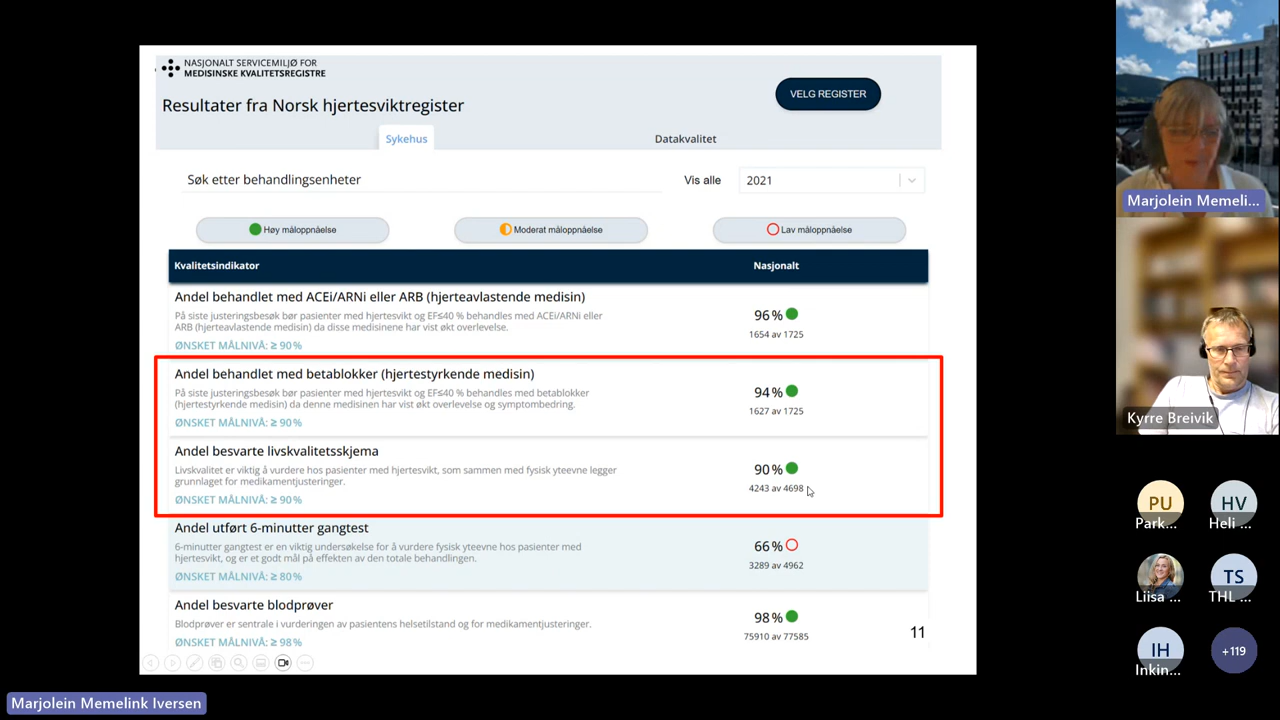 NASJONALT SERVICEMILJØ FOR
MEDISINSKE KVALITETSREGISTRE
Resultater fra Norsk hjertesviktregister
VELG REGISTER
Sykehus
Datakvalitet
Søk etter behandlingsenheter
Vis alle
2021
Høy måloppnåelse
Moderat måloppnåelse
Lav måloppnåelse
Kvalitetsindikator
Nasjonalt
Andel behandlet med ACEi/ARNi eller ARB (hjerteavlastende medisin)
På siste justeringsbesøk bør pasienter med hjertesvikt og EF≤40 % behandles med ACEi/ARNi eller
ARB (hjerteavlastende medisin) da disse medisinene har vist økt overlevelse.
ØNSKET MÅLNIVÅ: ≥ 90 %
96 %
1654 av 1725
Andel behandlet med betablokker (hjertestyrkende medisin)
På siste justeringsbesøk bør pasienter med hjertesvikt og EF≤40 % behandles med betablokker
(hjertestyrkende medisin) da denne medisinen har vist økt overlevelse og symptombedring.
ØNSKET MÅLNIVÅ: ≥ 90 %
94 %
1627 av 1725
Andel besvarte livskvalitetsskjema
Livskvalitet er viktig å vurdere hos pasienter med hjertesvikt, som sammen med fysisk yteevne legger
grunnlaget for medikamentjusteringer.
ØNSKET MÅLNIVÅ: ≥ 90 %
90 %
4243 av 4698
Andel utført 6-minutter gangtest
6-minutter gangtest er en viktig undersøkelse for å vurdere fysisk yteevne hos pasienter med
hjertesvikt, og er et godt mål på effekten av den totale behandlingen.
ØNSKET MÅLNIVÅ: ≥ 80 %
66 %
3289 av 4962
Andel besvarte blodprøver
Blodprøver er sentrale i vurderingen av pasientens helsetilstand og for medikamentjusteringer.
ØNSKET MÅLNIVÅ: ≥ 98 %
98 %
75910 av 77585
11
Marjolein Memelink Iversen
Marjolein Memeli...
Kyrre Breivik
PU
Park...
HV
Heli ...
Liisa ...
TS
THL ...
IH
Inkin...
+119